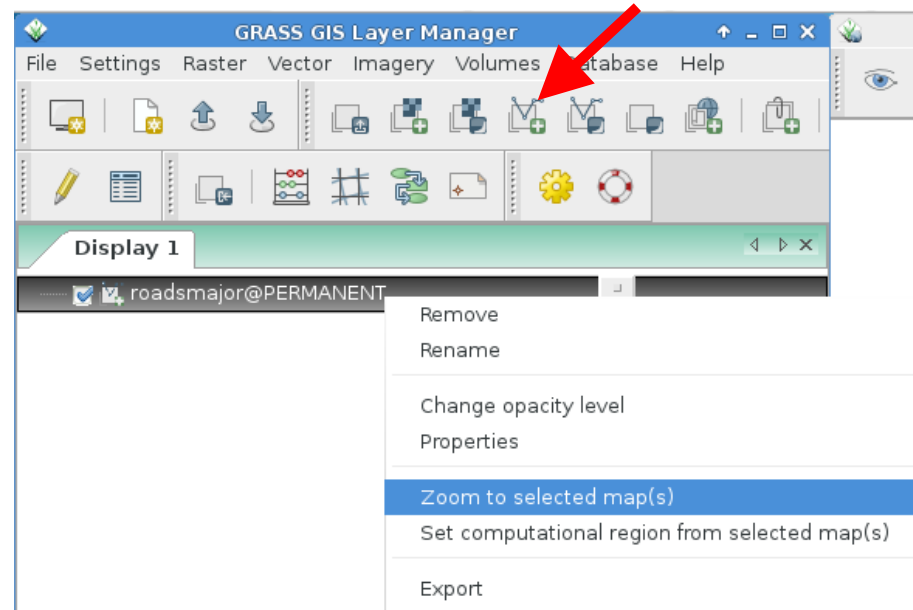 GRASS GIS Layer Manager
File Settings Raster Vector Imagery Volumes Database Help
Display 1
roadsmajor@PERMANENT
Remove
Rename
Change opacity level
Properties
Zoom to selected map(s)
Set computational region from selected map(s)
Export